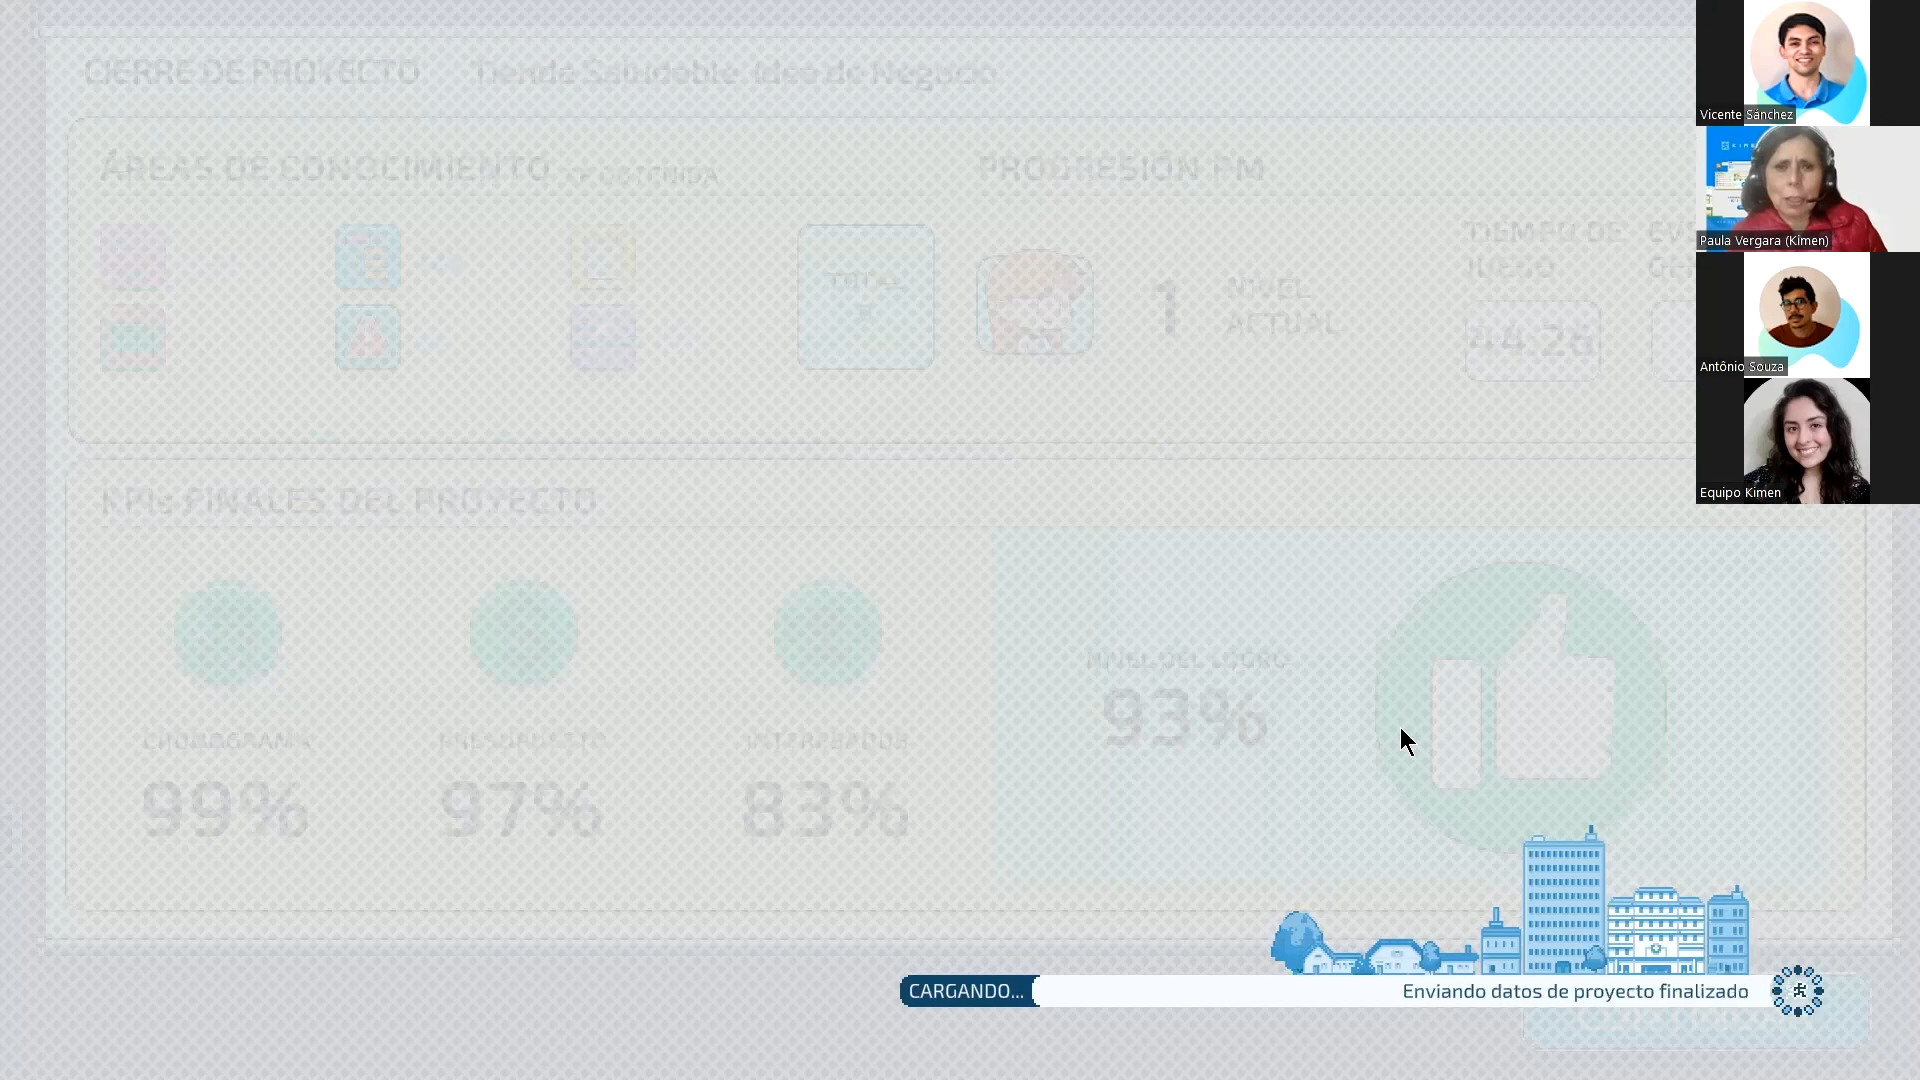 CIERRE DE PROYECTO Tienda Saludable Idea de Negocio
ÁREAS DE CONOCIMIENTO
PROGRESIÓN PM
TIEMPO DE
JUEGO
44:26
TOTAL
1
NIVEL
ACTUAL
KPIs FINALES DEL PROYECTO
CRONOGRAMA
99%
PRESUPUESTO
97%
INTERESADOS
83%
NIVEL DEL LOGRO
93%
CARGANDO...
Enviando datos de proyecto finalizado
Vicente Sánchez
Paula Vergara (Kimen)
Antônio Souza
Equipo Kimen